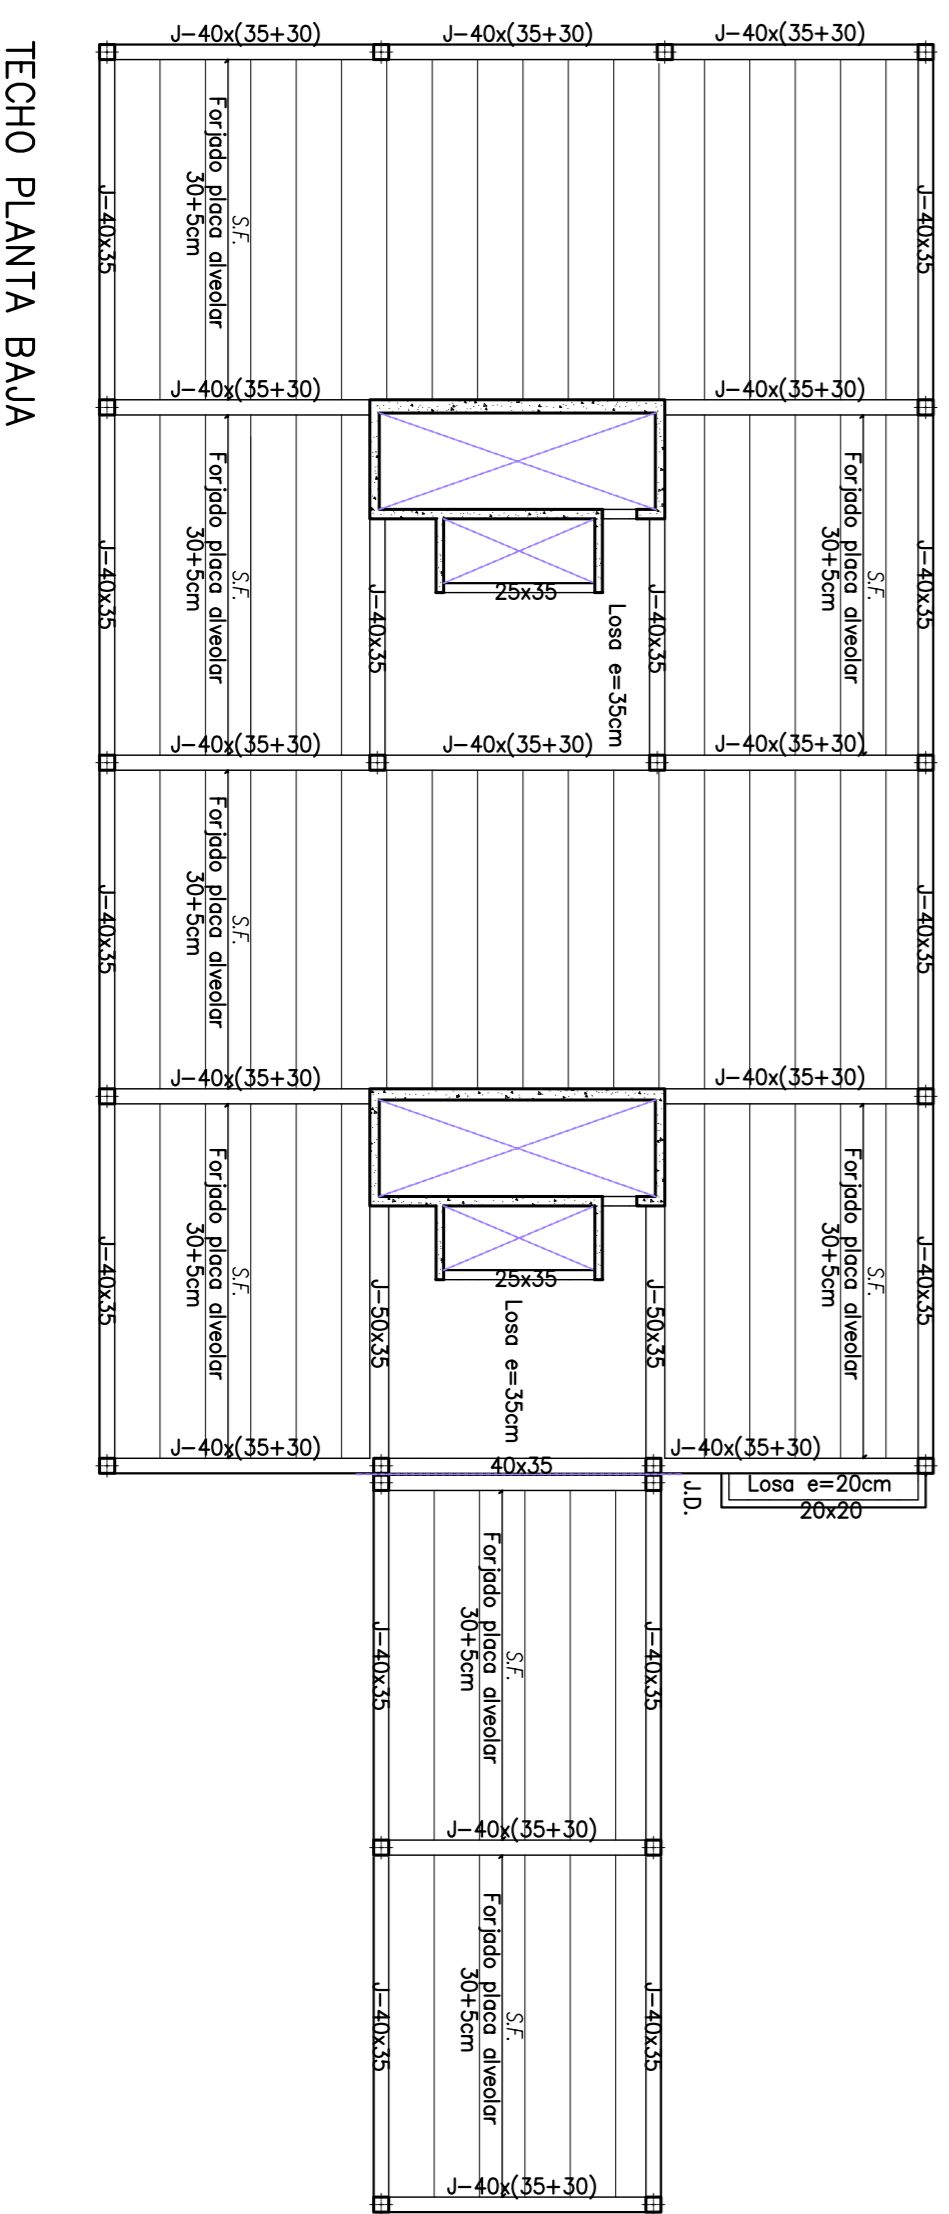 J-40x(35+30)
J-40x(35+30)
J-40x(35+30)
J-40x35
S.F.
Forjado placa alveolar
30+5cm
J-40x35
J-40x(35+30)
J-40x(35+30)
J-40x35
S.F.
Forjado placa alveolar
30+5cm
J-40x35
25x35
Losa e=35cm
J-40x35
S.F.
Forjado placa alveolar
30+5cm
J-40x35
J-40x(35+30)
J-40x(35+30)
J-40x(35+30)
J-40x35
S.F.
Forjado placa alveolar
30+5cm
J-40x35
J-40x(35+30)
J-40x(35+30)
J-40x35
S.F.
Forjado placa alveolar
30+5cm
J-50x35
25x35
Losa e=35cm
J-50x35
S.F.
Forjado placa alveolar
30+5cm
J-40x35
J-40x(35+30)
40x35
J-40x(35+30)
J.D.
Losa e=20cm
20x20
J-40x35
S.F.
Forjado placa alveolar
30+5cm
J-40x35
J-40x(35+30)
J-40x35
S.F.
Forjado placa alveolar
30+5cm
J-40x35
J-40x(35+30)
TECHO PLANTA BAJA